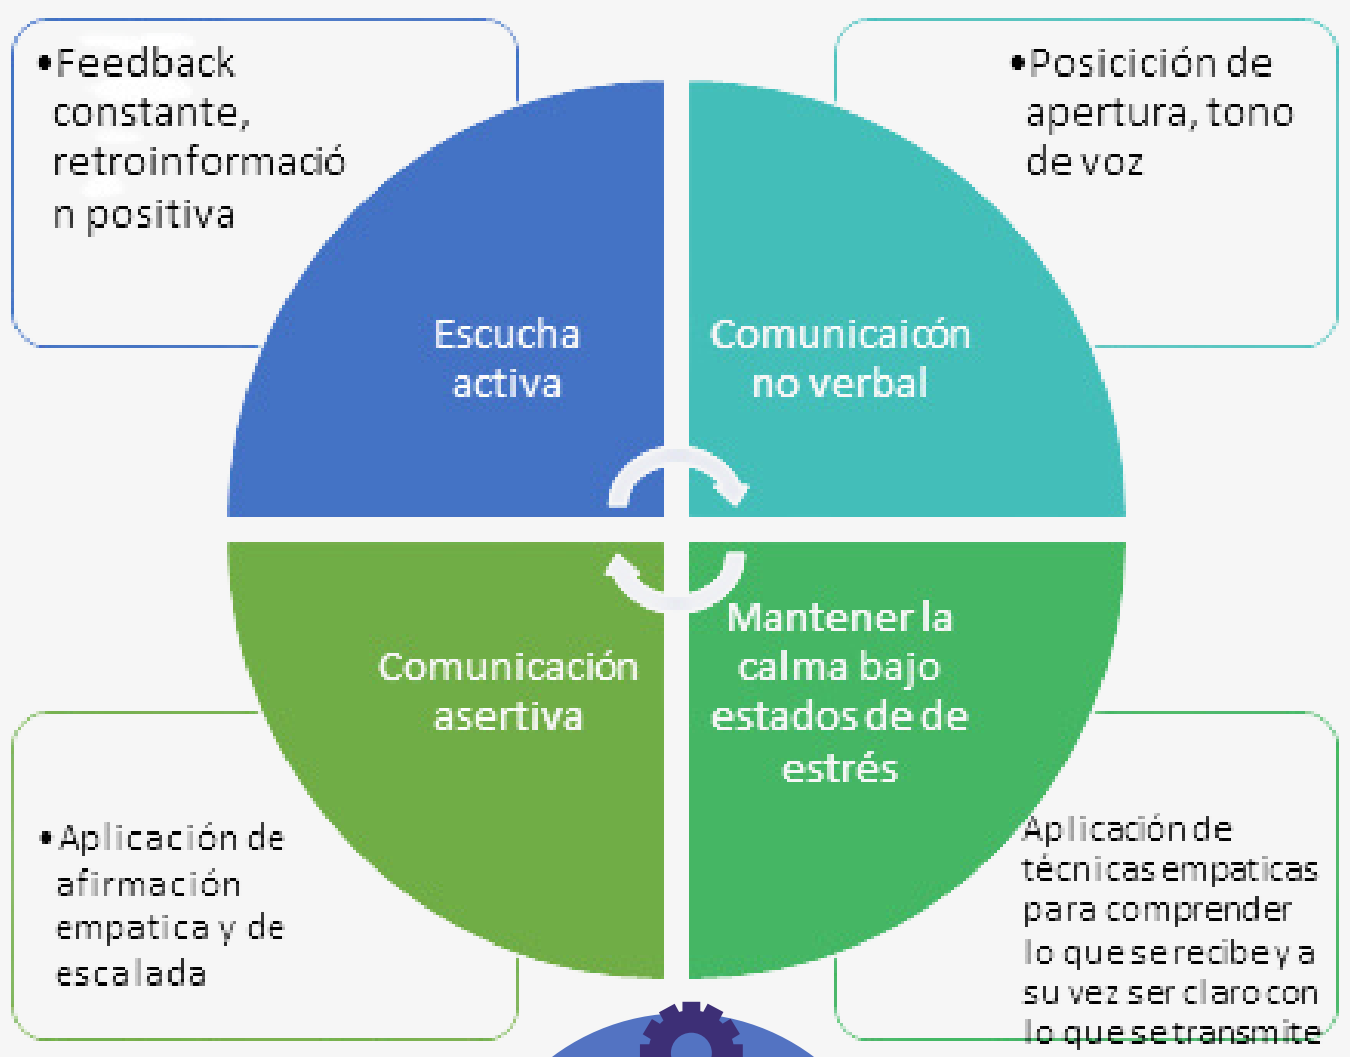 •Feedback
constante,
retroinformació
n positiva
Escucha
activa
•Posicición de
apertura, tono
de voz
Comunicaicón
no verbal
Comunicación
asertiva
•Aplicación de
afirmación
empatica y de
escalada
Mantener la
calma bajo
estados de de
estrés
Aplicación de
técnicas empaticas
para comprender
lo que se recibe y a
su vez ser claro con
lo que se transmite